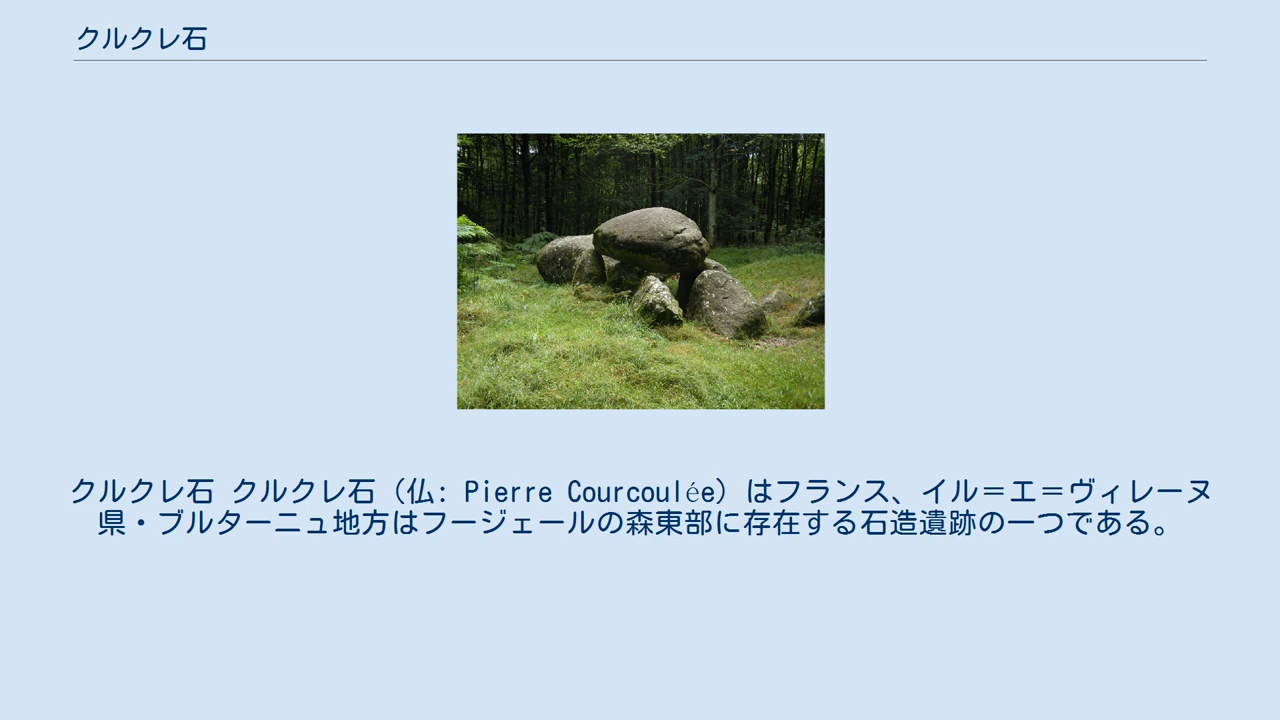 クルクレ石
クルクレ石 クルクレ石（仏: Pierre Courcoulée）はフランス、イル＝エ＝ヴィレーヌ
県・ブルターニュ地方はフージェールの森東部に存在する石造遺跡の一つである。